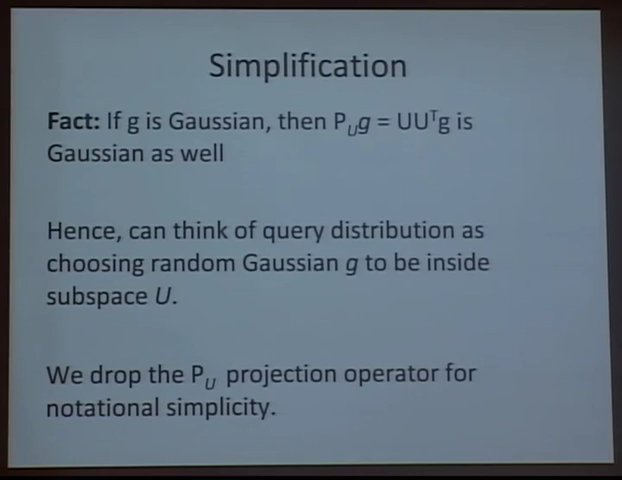 Simplification
Fact: If g is Gaussian, then P_U g = UUᵀg is
Gaussian as well
Hence, can think of query distribution as
choosing random Gaussian g to be inside
subspace U.
We drop the P_U projection operator for
notational simplicity.